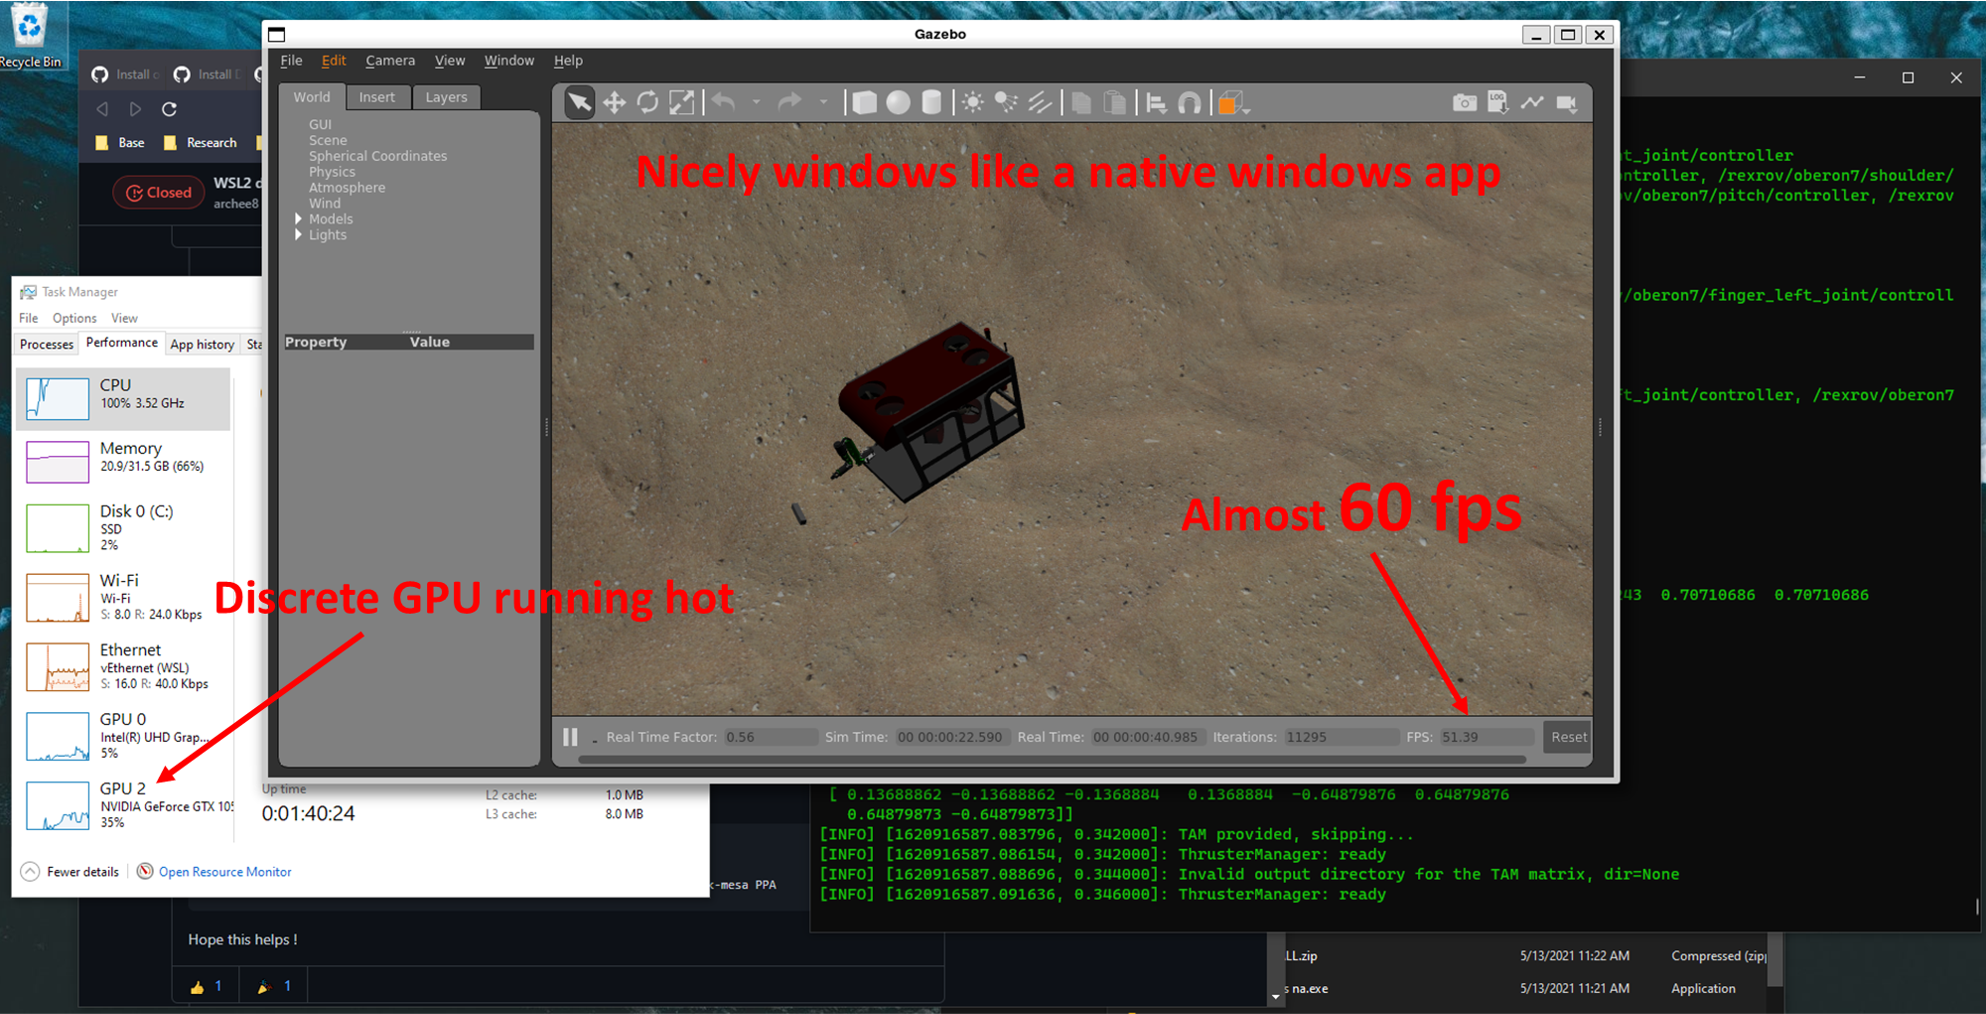 Recycle Bin
Gazebo
File Edit Camera View Window Help
World Insert Layers
GUI
Scene
Spherical Coordinates
Physics
Atmosphere
Wind
Models
Lights
Property Value
Nicely windows like a native windows app
Almost 60 fps
Discrete GPU running hot
LOG
Real Time Factor: 0.56 Sim Time: 00 00:00:22.590 Real Time: 00 00:00:40.985 Iterations: 11295 FPS: 51.39 Reset
Install Install
Base Research
Closed WSL2
archee8
Task Manager
File Options View
Processes Performance App history Sta
CPU
100% 3.52 GHz
Memory
20.9/31.5 GB (66%)
Disk 0 (C:)
SSD
2%
Wi-Fi
Wi-Fi
S: 8.0 R: 24.0 Kbps
Ethernet
vEthernet (WSL)
S: 16.0 R: 40.0 Kbps
GPU 0
Intel(R) UHD Grap...
5%
GPU 2
NVIDIA GeForce GTX 105
35%
Up time
0:01:40:24
L2 cache: 1.0 MB
L3 cache: 8.0 MB
Fewer details Open Resource Monitor
-mesa PPA
Hope this helps !
1 1
t_joint/controller
ntroller, /rexrov/oberon7/shoulder/
v/oberon7/pitch/controller, /rexrov
/oberon7/finger_left_joint/controll
t_joint/controller, /rexrov/oberon7
243 0.70710686 0.70710686
[ 0.13688862 -0.13688862 -0.1368884 0.1368884 -0.64879876 0.64879876
0.64879873 -0.64879873]]
[INFO] [1620916587.083796, 0.342000]: TAM provided, skipping...
[INFO] [1620916587.086154, 0.342000]: ThrusterManager: ready
[INFO] [1620916587.088696, 0.344000]: Invalid output directory for the TAM matrix, dir=None
[INFO] [1620916587.091636, 0.346000]: ThrusterManager: ready
LL.zip 5/13/2021 11:22 AM Compressed (zip
s na.exe 5/13/2021 11:21 AM Application